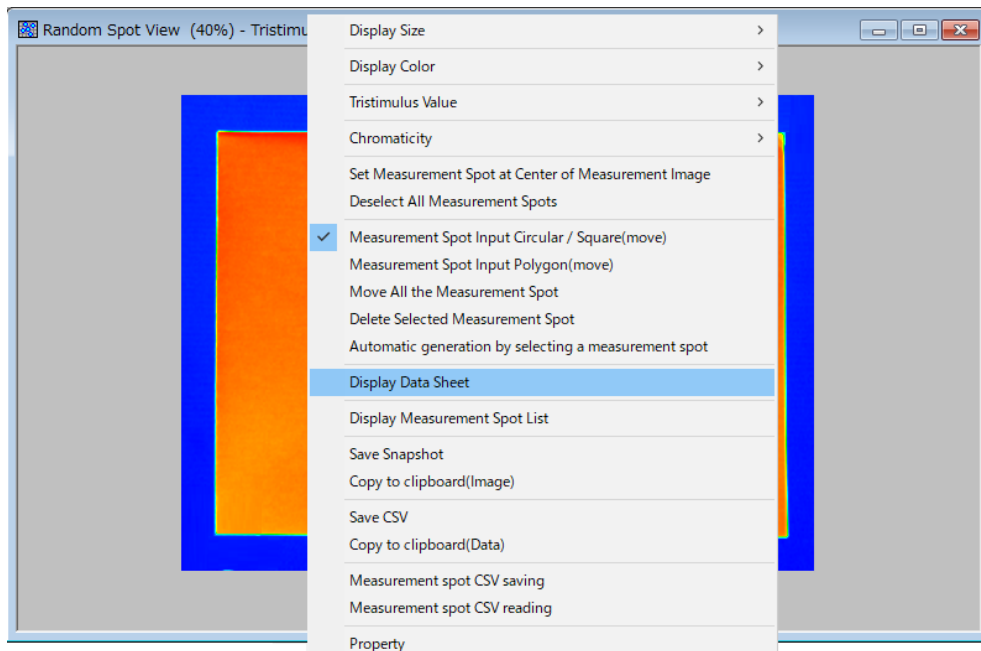 Random Spot View (40%) - Tristimu
Display Size
Display Color
Tristimulus Value
Chromaticity
Set Measurement Spot at Center of Measurement Image
Deselect All Measurement Spots
Measurement Spot Input Circular / Square(move)
Measurement Spot Input Polygon(move)
Move All the Measurement Spot
Delete Selected Measurement Spot
Automatic generation by selecting a measurement spot
Display Data Sheet
Display Measurement Spot List
Save Snapshot
Copy to clipboard(Image)
Save CSV
Copy to clipboard(Data)
Measurement spot CSV saving
Measurement spot CSV reading
Property